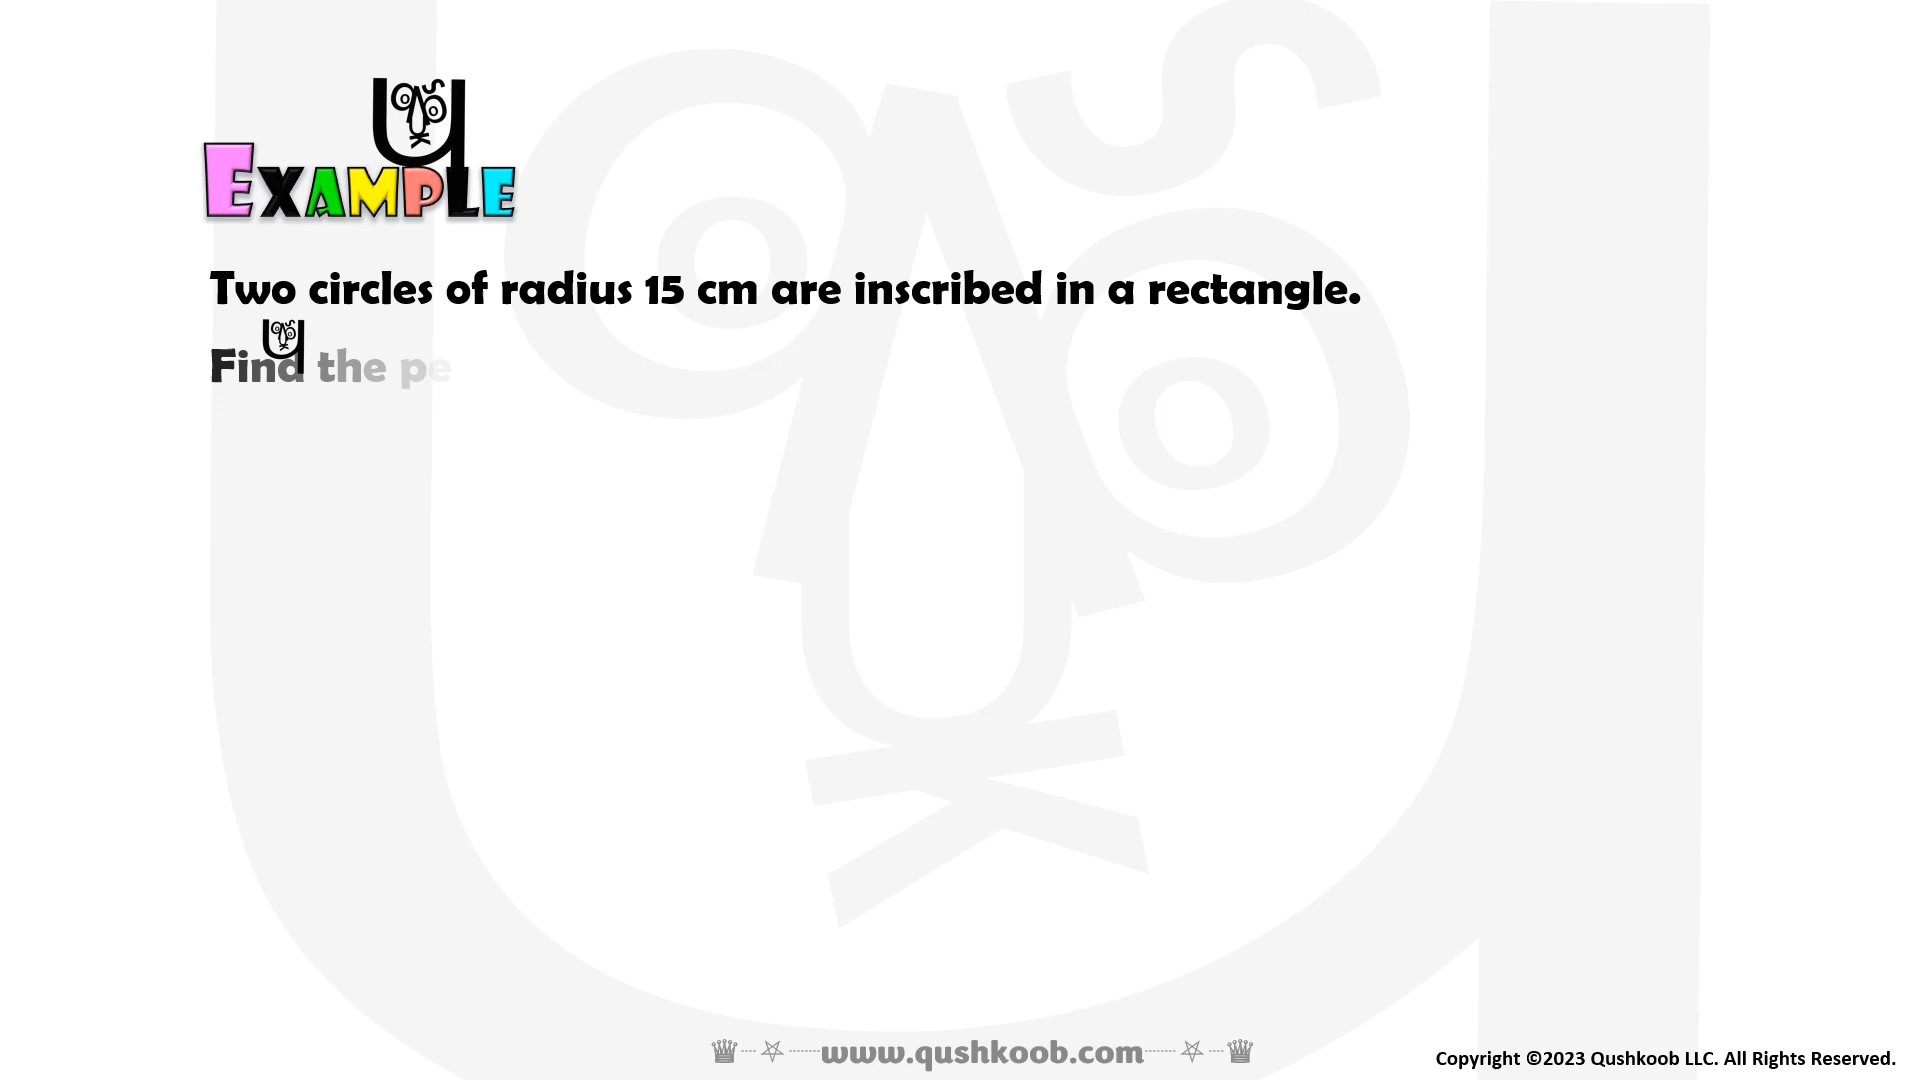 Example
Two circles of radius 15 cm are inscribed in a rectangle.
Find the pe
www.qushkoob.com
Copyright ©2023 Qushkoob LLC. All Rights Reserved.